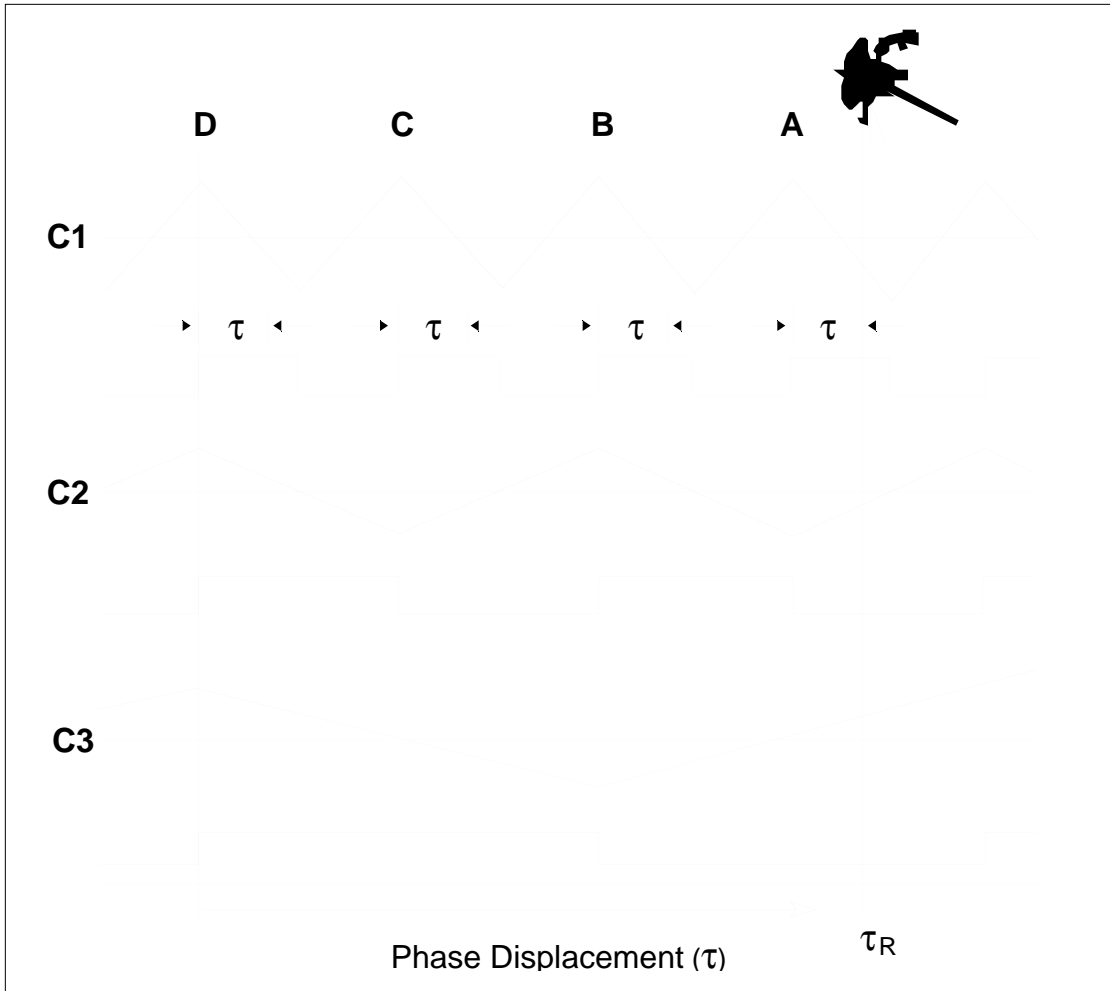 D C B A
C1
τ τ τ τ
C2
C3
τR
Phase Displacement (τ)